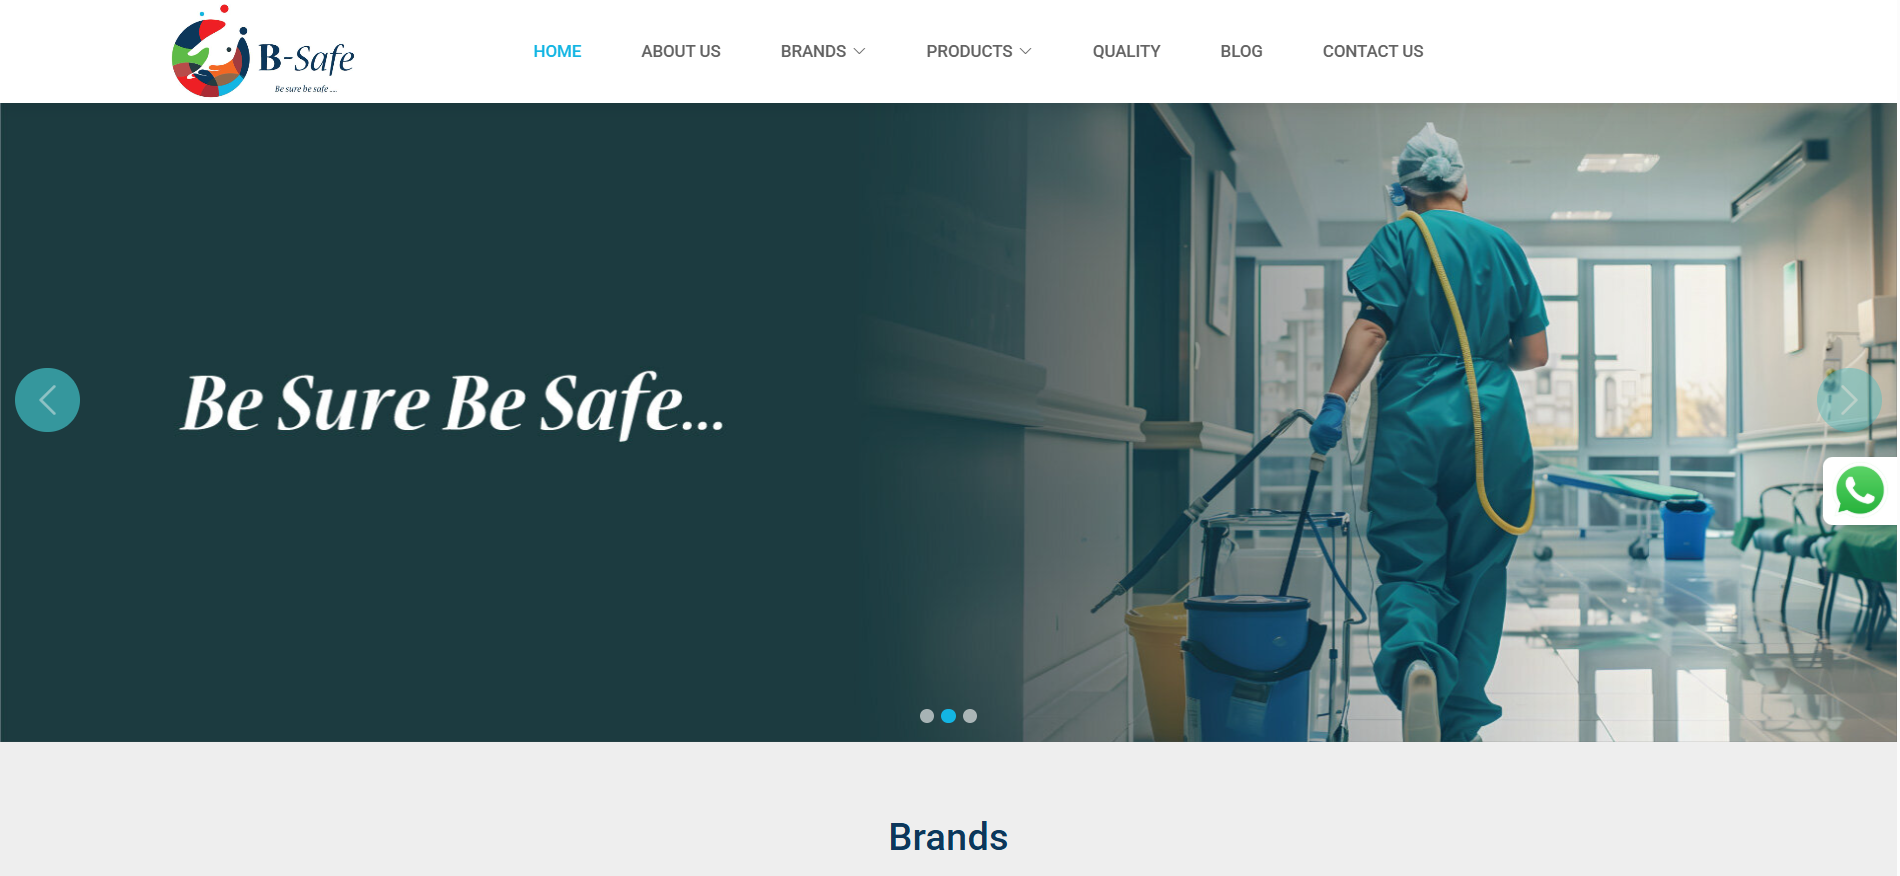 B-Safe
Be sure be safe ....
HOME
ABOUT US
BRANDS
PRODUCTS
QUALITY
BLOG
CONTACT US
Be Sure Be Safe...
Brands